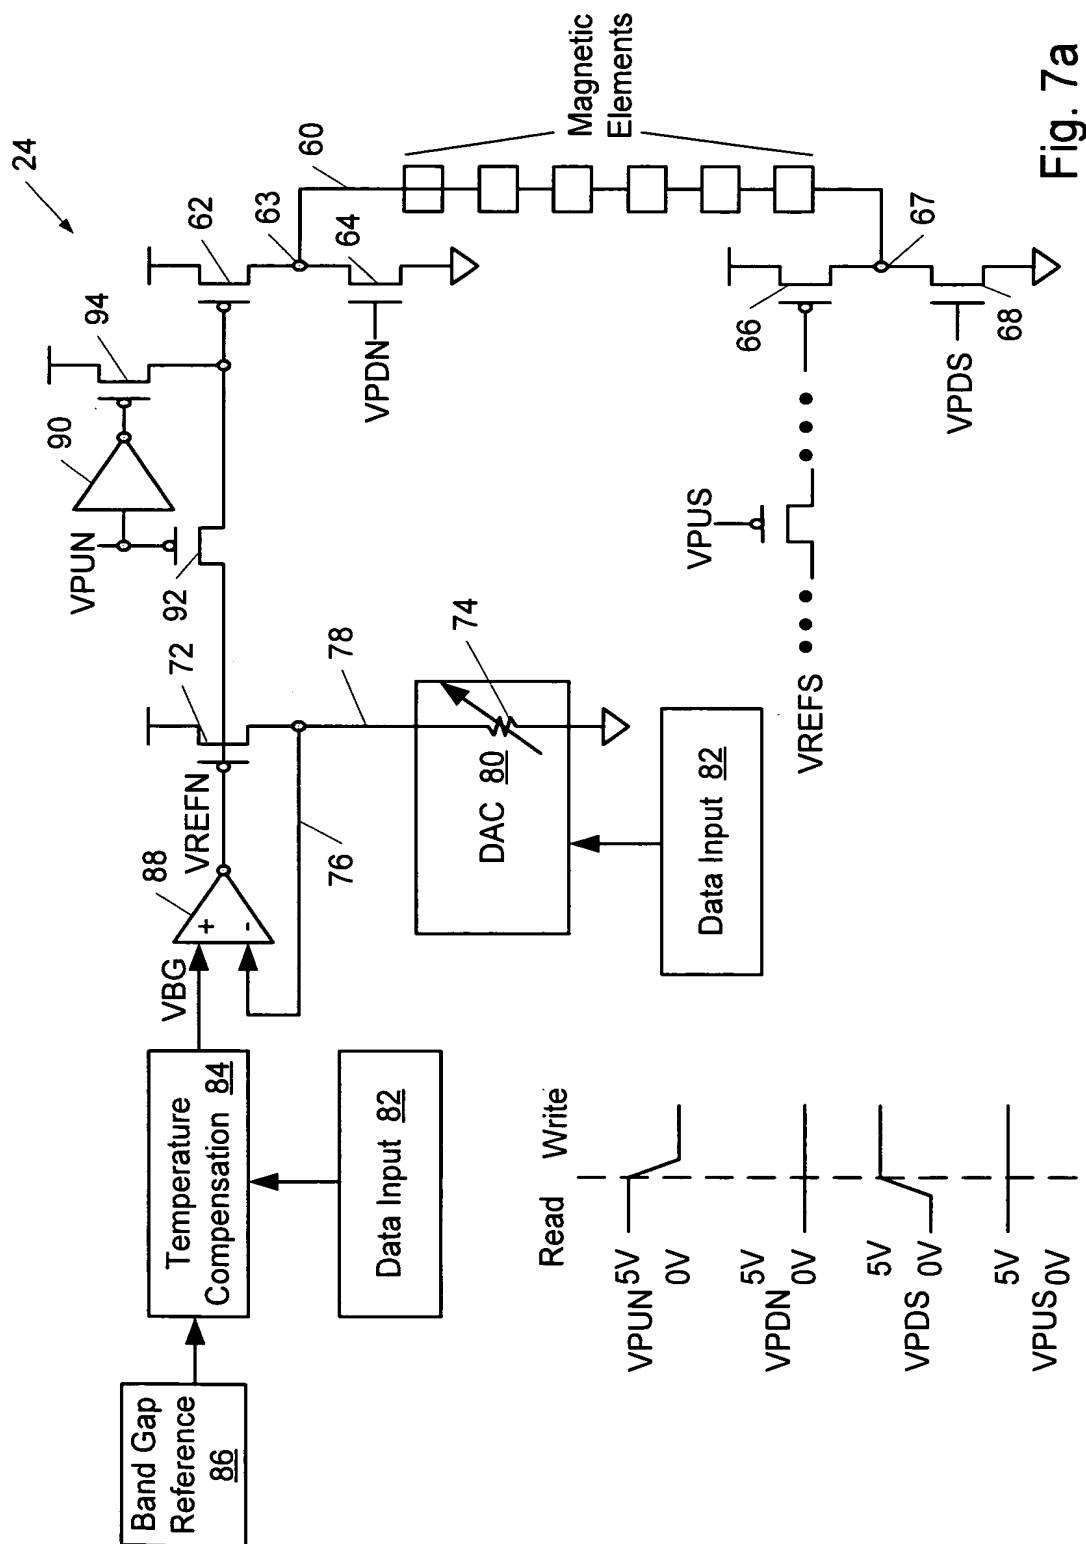 24
Band Gap
Reference
86
Temperature
Compensation 84
Data Input 82
VBG
88
+
-
VREFN
72
76
78
74
DAC 80
Data Input 82
VPUN
90
92
94
62
63
64
60
VPDN
Magnetic
Elements
VREFS
VPUS
66
67
68
VPDS
Read
Write
VPUN
5V
0V
VPDN
5V
0V
VPDS
5V
0V
VPUS
5V
0V
Fig. 7a